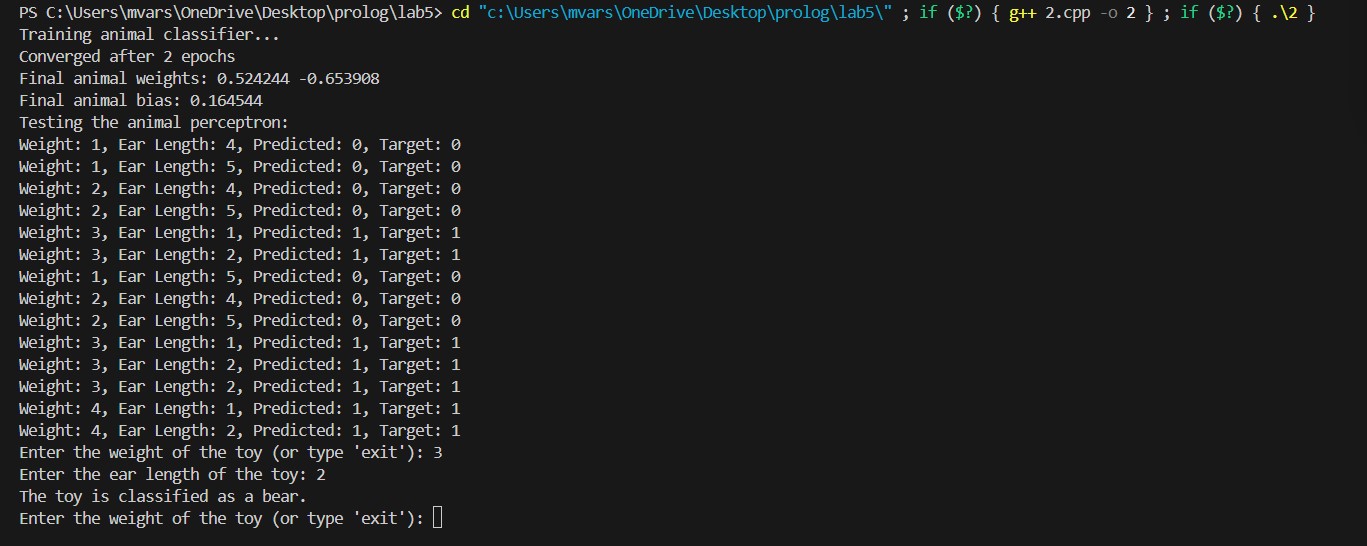 PS C:\Users\mvars\OneDrive\Desktop\prolog\lab5> cd "c:\Users\mvars\OneDrive\Desktop\prolog\lab5\" ; if ($?) { g++ 2.cpp -o 2 } ; if ($?) { .\2 }
Training animal classifier...
Converged after 2 epochs
Final animal weights: 0.524244 -0.653908
Final animal bias: 0.164544
Testing the animal perceptron:
Weight: 1, Ear Length: 4, Predicted: 0, Target: 0
Weight: 1, Ear Length: 5, Predicted: 0, Target: 0
Weight: 2, Ear Length: 4, Predicted: 0, Target: 0
Weight: 2, Ear Length: 5, Predicted: 0, Target: 0
Weight: 3, Ear Length: 1, Predicted: 1, Target: 1
Weight: 3, Ear Length: 2, Predicted: 1, Target: 1
Weight: 1, Ear Length: 5, Predicted: 0, Target: 0
Weight: 2, Ear Length: 4, Predicted: 0, Target: 0
Weight: 2, Ear Length: 5, Predicted: 0, Target: 0
Weight: 3, Ear Length: 1, Predicted: 1, Target: 1
Weight: 3, Ear Length: 2, Predicted: 1, Target: 1
Weight: 3, Ear Length: 2, Predicted: 1, Target: 1
Weight: 4, Ear Length: 1, Predicted: 1, Target: 1
Weight: 4, Ear Length: 2, Predicted: 1, Target: 1
Enter the weight of the toy (or type 'exit'): 3
Enter the ear length of the toy: 2
The toy is classified as a bear.
Enter the weight of the toy (or type 'exit'):